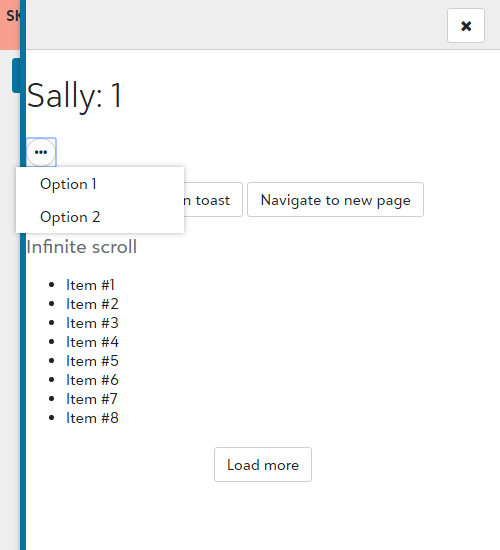 ✖
Sally: 1
•••
Option 1
Option 2
toast
Navigate to new page
Infinite scroll
• Item #1
• Item #2
• Item #3
• Item #4
• Item #5
• Item #6
• Item #7
• Item #8
Load more